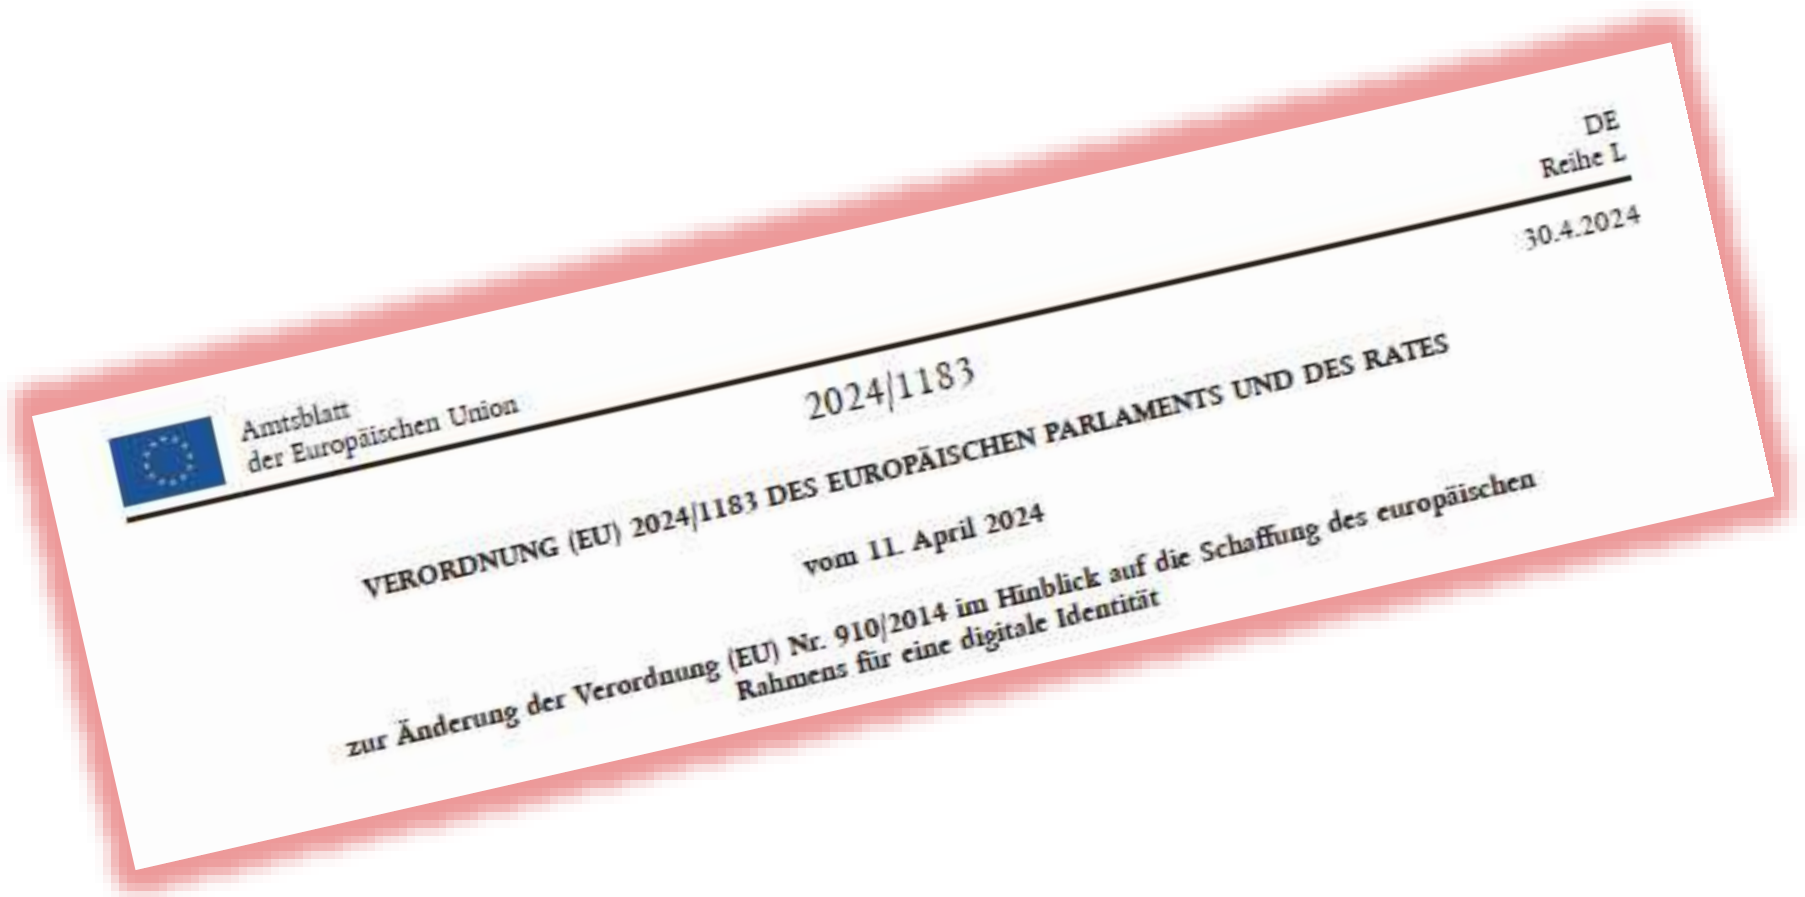 DE
Reihe L
Amtsblatt
der Europäischen Union
30.4.2024
2024/1183
VERORDNUNG (EU) 2024/1183 DES EUROPÄISCHEN PARLAMENTS UND DES RATES
vom 11. April 2024
zur Änderung der Verordnung (EU) Nr. 910/2014 im Hinblick auf die Schaffung des europäischen
Rahmens für eine digitale Identität